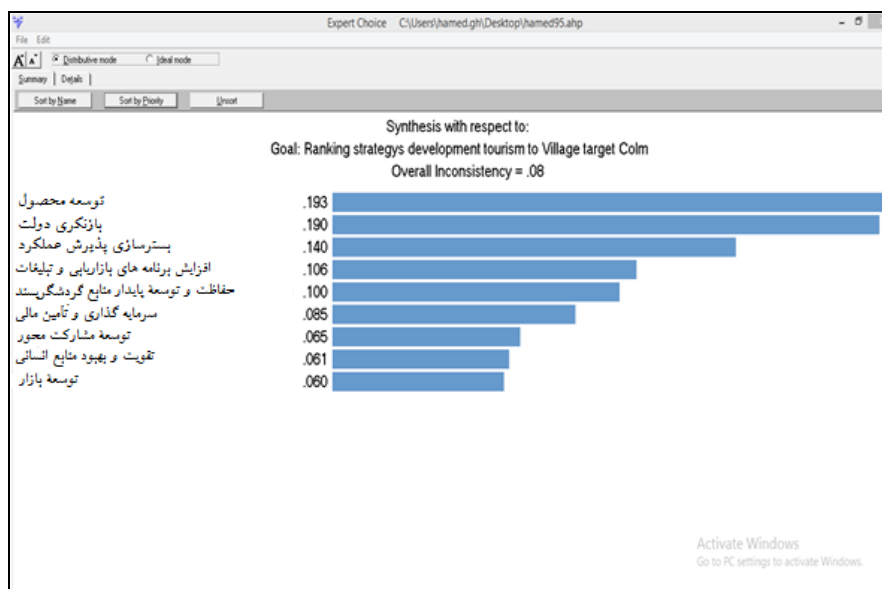 Expert Choice C:\Users\hamed.gh\Desktop\hamed95.ahp
File Edit
Distributive mode Ideal mode
Summary Details
Sort by Name Sort by Priority Unsort
Synthesis with respect to:
Goal: Ranking strategys development tourism to Village target Colm
Overall Inconsistency = .08
توسعه محصول .193
بازنگری دولت .190
بسترسازی پذیرش عملکرد .140
افزایش برنامه های بازاریابی و تبلیغات .106
حفاظت و توسعهٔ پایدار منابع گردشگرپسند .100
سرمایه گذاری و تأمین مالی .085
توسعهٔ مشارکت محور .065
تقویت و بهبود منابع انسانی .061
توسعهٔ بازار .060
Activate Windows
Go to PC settings to activate Windows.